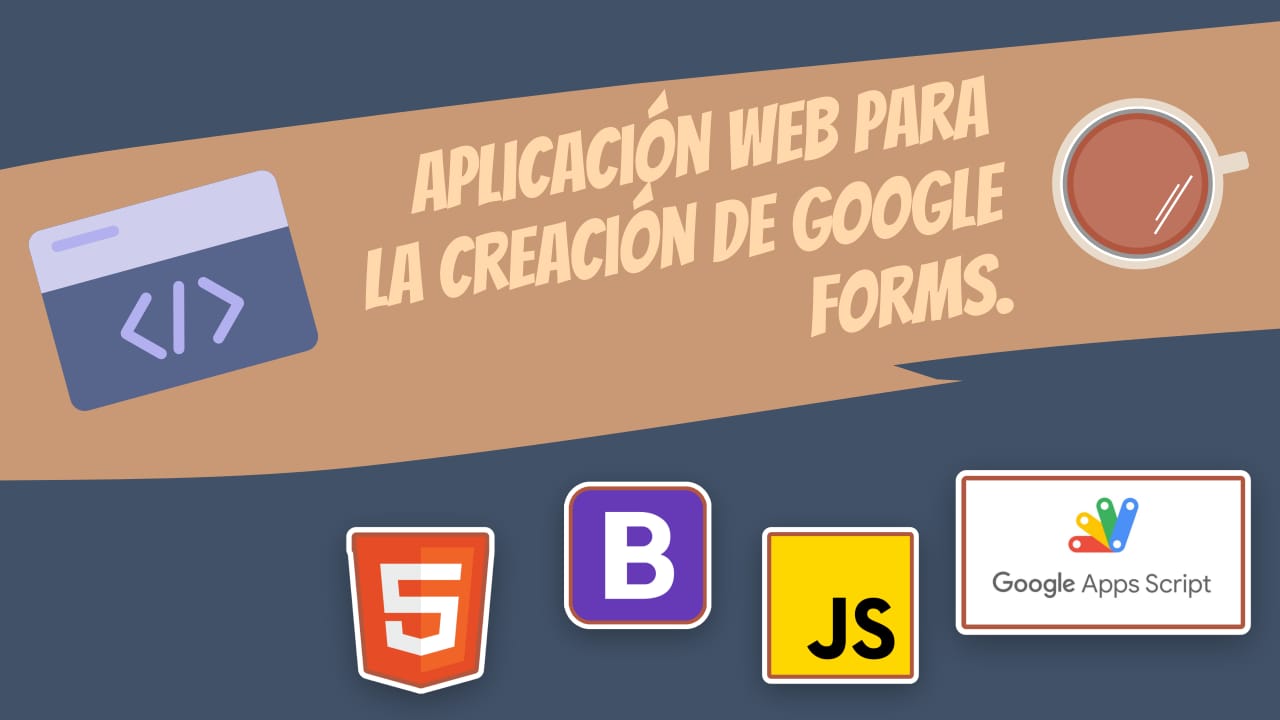 APLICACIÓN WEB PARA
LA CREACIÓN DE GOOGLE
FORMS.
</>
5
B
JS
Google Apps Script